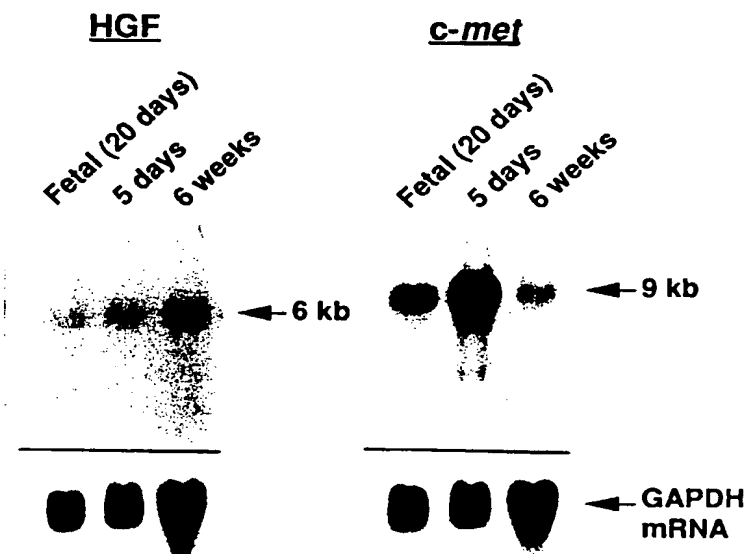 HGF
c-met
Fetal (20 days)
5 days
6 weeks
Fetal (20 days)
5 days
6 weeks
6 kb
9 kb
GAPDH
mRNA